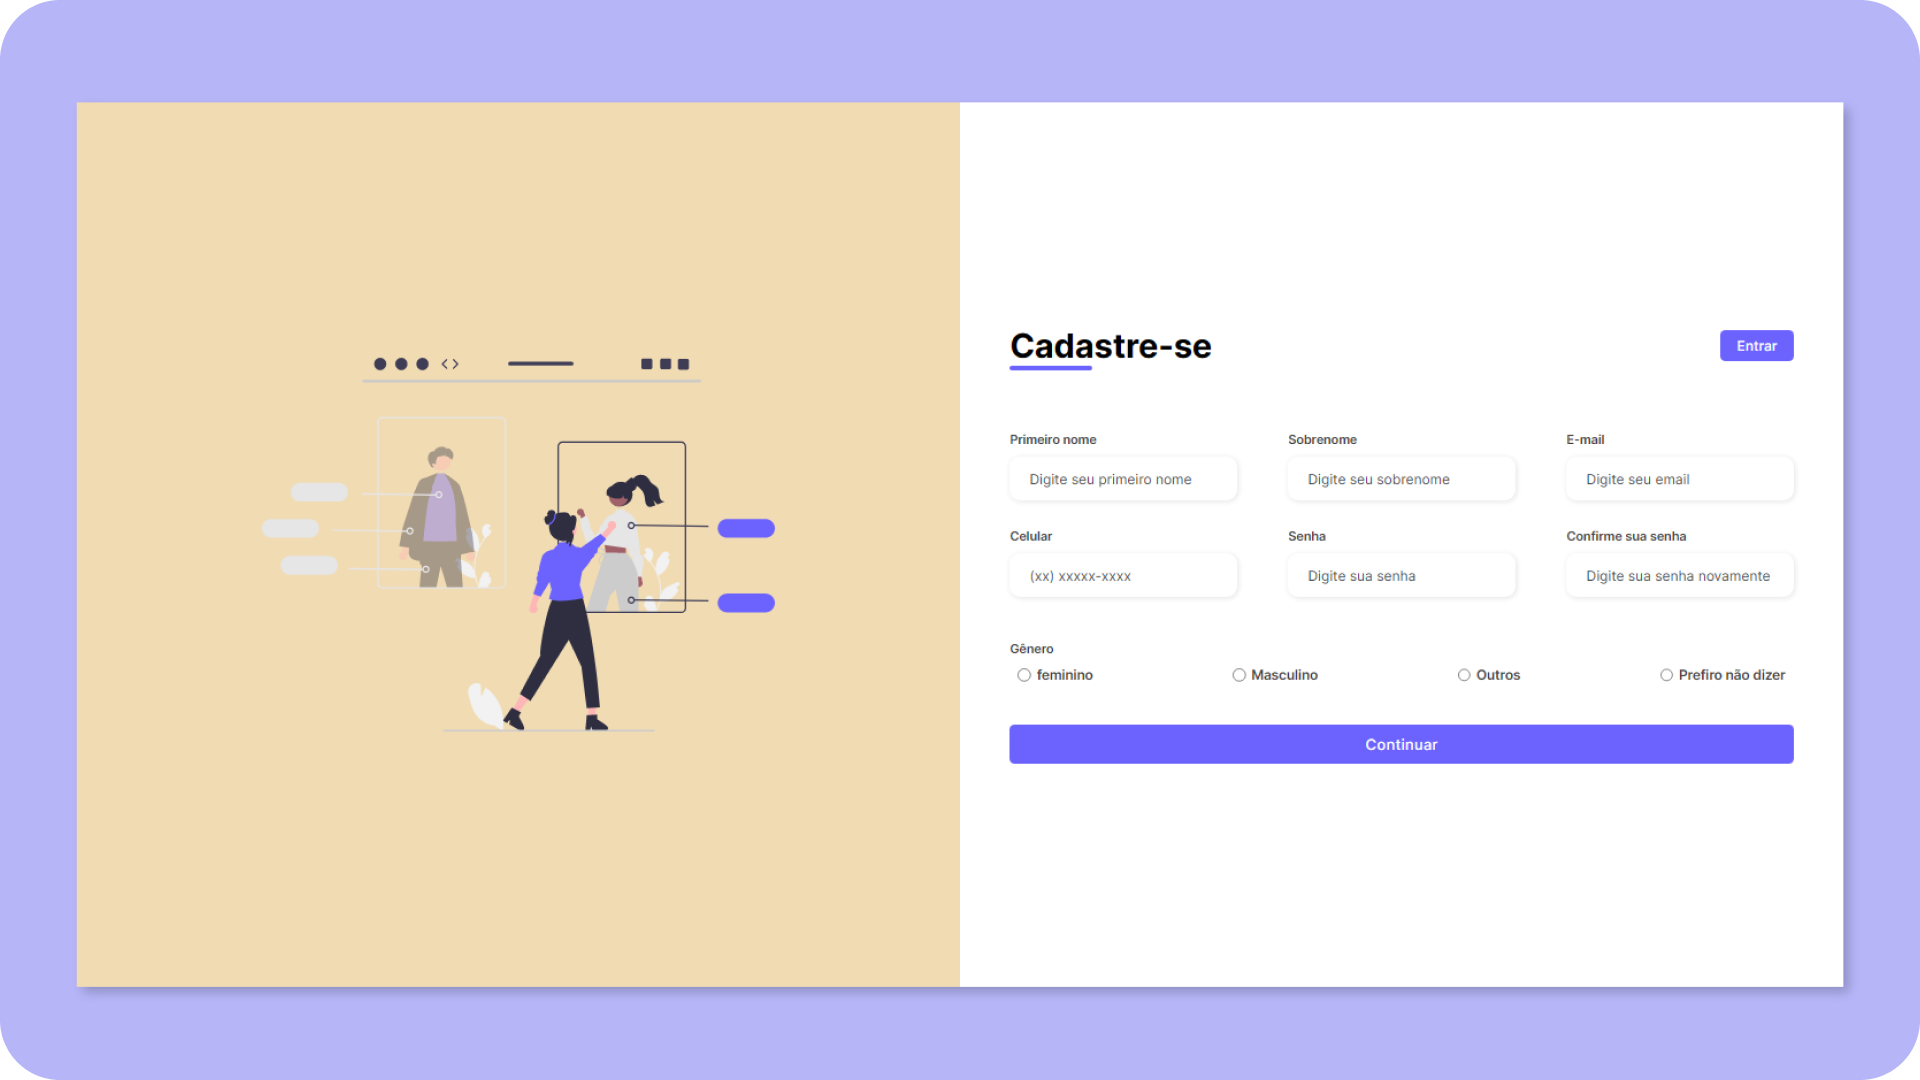 Cadastre-se
Entrar
Primeiro nome
Sobrenome
E-mail
Digite seu primeiro nome
Digite seu sobrenome
Digite seu email
Celular
Senha
Confirme sua senha
(xx) xxxxx-xxxx
Digite sua senha
Digite sua senha novamente
Gênero
feminino
Masculino
Outros
Prefiro não dizer
Continuar